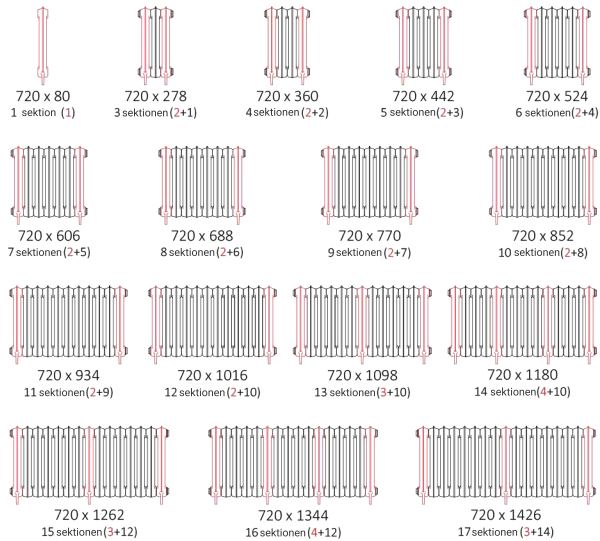 720 x 80
1 sektion (1)
720 x 278
3 sektionen(2+1)
720 x 360
4 sektionen(2+2)
720 x 442
5 sektionen(2+3)
720 x 524
6 sektionen(2+4)
720 x 606
7 sektionen(2+5)
720 x 688
8 sektionen(2+6)
720 x 770
9 sektionen(2+7)
720 x 852
10 sektionen(2+8)
720 x 934
11 sektionen(2+9)
720 x 1016
12 sektionen(2+10)
720 x 1098
13 sektionen(3+10)
720 x 1180
14 sektionen(4+10)
720 x 1262
15 sektionen(3+12)
720 x 1344
16 sektionen(4+12)
720 x 1426
17 sektionen(3+14)